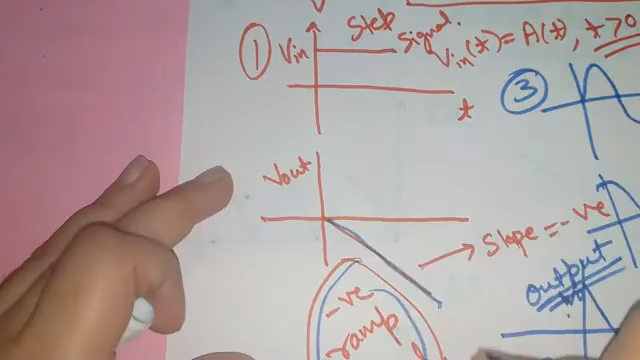 Step
① Vin Signal. Vin(t) = A(t), t>0
t
③
Vout
Slope = -ve
output
-ve
ramp